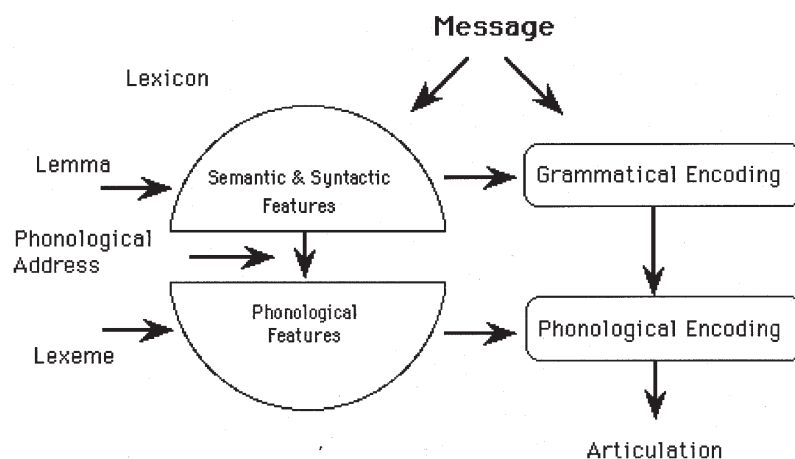 Message
Lexicon
Lemma
Semantic & Syntactic
Features
Grammatical Encoding
Phonological
Address
Phonological
Features
Phonological Encoding
Lexeme
Articulation